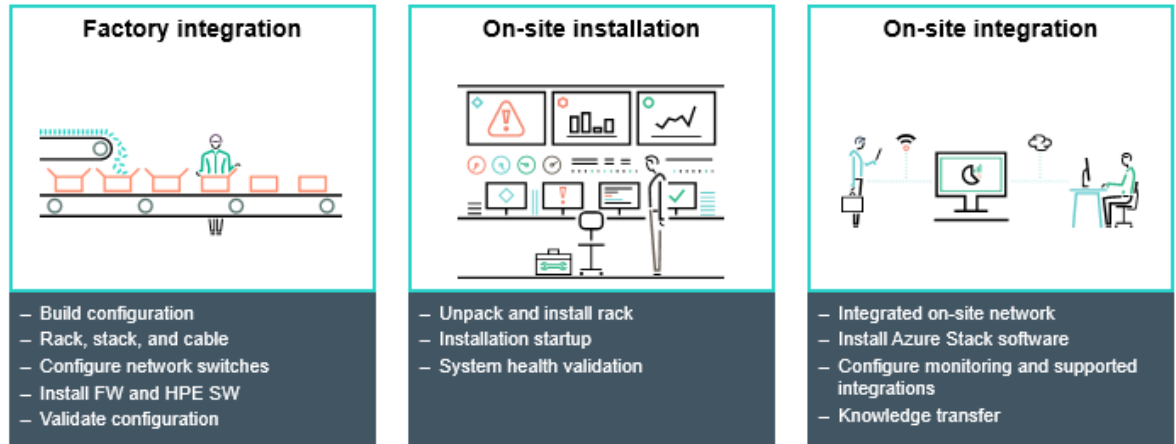 Factory integration
– Build configuration
– Rack, stack, and cable
– Configure network switches
– Install FW and HPE SW
– Validate configuration
On-site installation
– Unpack and install rack
– Installation startup
– System health validation
On-site integration
– Integrated on-site network
– Install Azure Stack software
– Configure monitoring and supported
integrations
– Knowledge transfer